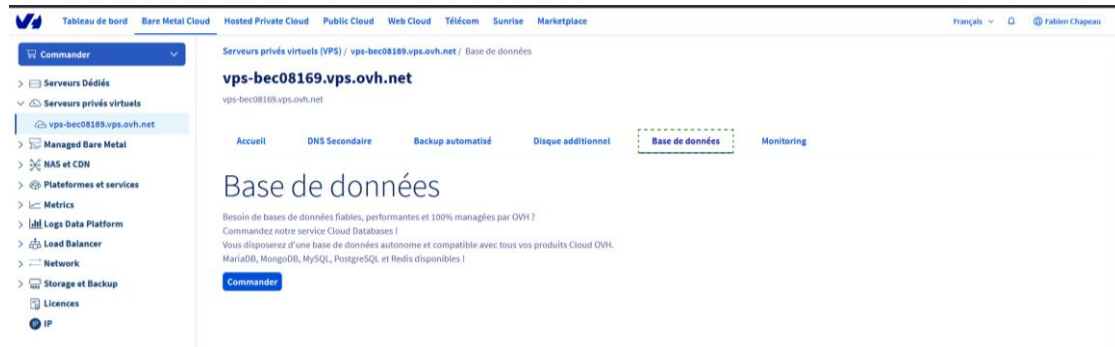 Tableau de bord
Bare Metal Cloud
Hosted Private Cloud
Public Cloud
Web Cloud
Télécom
Sunrise
Marketplace
Français
Fabien Chapeau
Commander
Serveurs Dédiés
Serveurs privés virtuels
vps-bec08169.vps.ovh.net
Managed Bare Metal
NAS et CDN
Plateformes et services
Metrics
Logs Data Platform
Load Balancer
Network
Storage et Backup
Licences
IP
Serveurs privés virtuels (VPS) / vps-bec08169.vps.ovh.net / Base de données
vps-bec08169.vps.ovh.net
vps-bec08169.vps.ovh.net
Accueil
DNS Secondaire
Backup automatisé
Disque additionnel
Base de données
Monitoring
Base de données
Besoin de bases de données fiables, performantes et 100% managées par OVH ?
Commandez notre service Cloud Databases !
Vous disposerez d'une base de données autonome et compatible avec tous vos produits Cloud OVH.
MariaDB, MongoDB, MySQL, PostgreSQL et Redis disponibles !
Commander